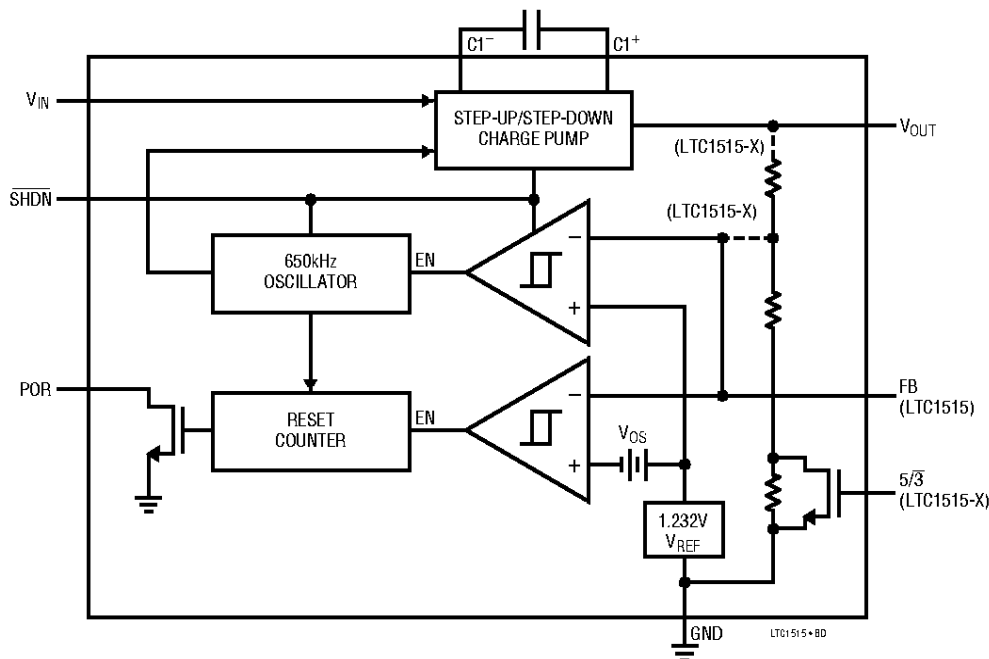 C1⁻
C1⁺
VIN
STEP-UP/STEP-DOWN
CHARGE PUMP
VOUT
(LTC1515-X)
SHDN
(LTC1515-X)
650kHz
OSCILLATOR
EN
−
+
POR
RESET
COUNTER
EN
−
+
VOS
FB
(LTC1515)
5/3
(LTC1515-X)
1.232V
VREF
GND
LTC1515 • BD